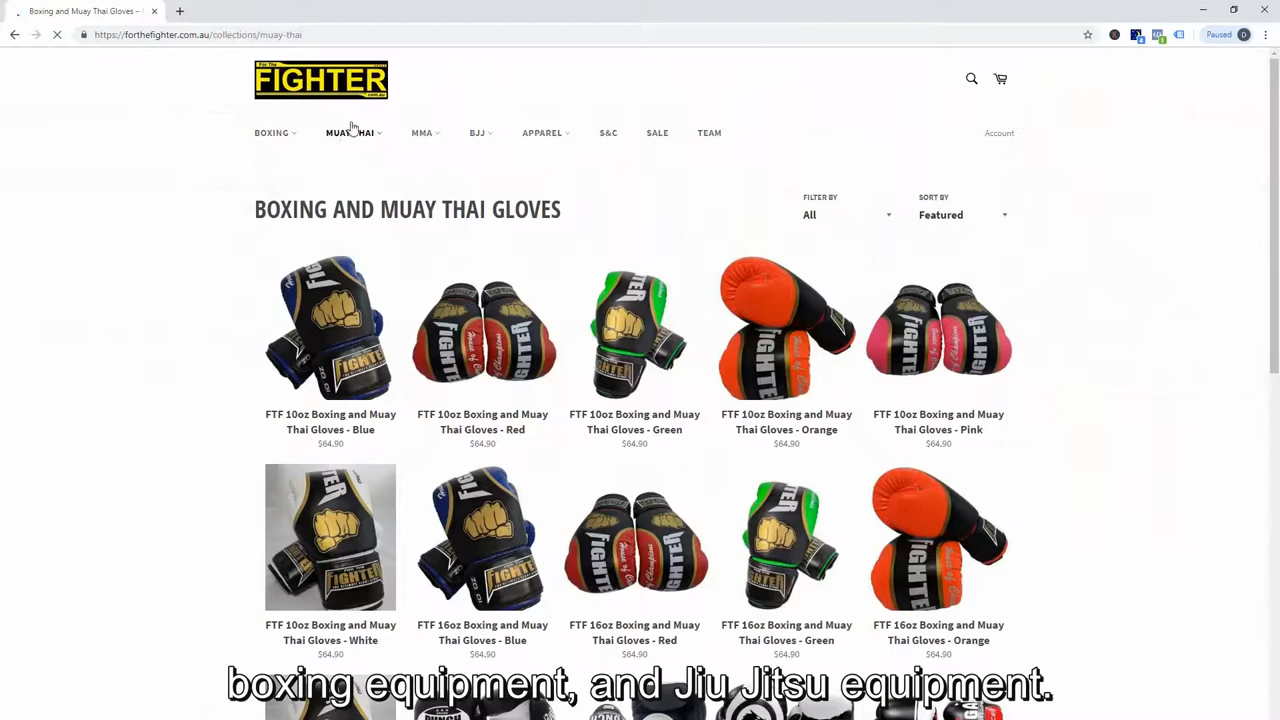 Boxing and Muay Thai Gloves –
Paused D
https://forthefighter.com.au/collections/muay-thai
For The
FIGHTER
.com.au
BOXING MUAY THAI MMA BJJ APPAREL S&C SALE TEAM Account
BOXING AND MUAY THAI GLOVES
FILTER BY
All
SORT BY
Featured
FTF 10oz Boxing and Muay Thai Gloves - Blue
$64.90
FTF 10oz Boxing and Muay Thai Gloves - Red
$64.90
FTF 10oz Boxing and Muay Thai Gloves - Green
$64.90
FTF 10oz Boxing and Muay Thai Gloves - Orange
$64.90
FTF 10oz Boxing and Muay Thai Gloves - Pink
$64.90
FTF 10oz Boxing and Muay Thai Gloves - White
$64.90
FTF 16oz Boxing and Muay Thai Gloves - Blue
$64.90
FTF 16oz Boxing and Muay Thai Gloves - Red
$64.90
FTF 16oz Boxing and Muay Thai Gloves - Green
$64.90
FTF 16oz Boxing and Muay Thai Gloves - Orange
$64.90
boxing equipment, and Jiu Jitsu equipment.